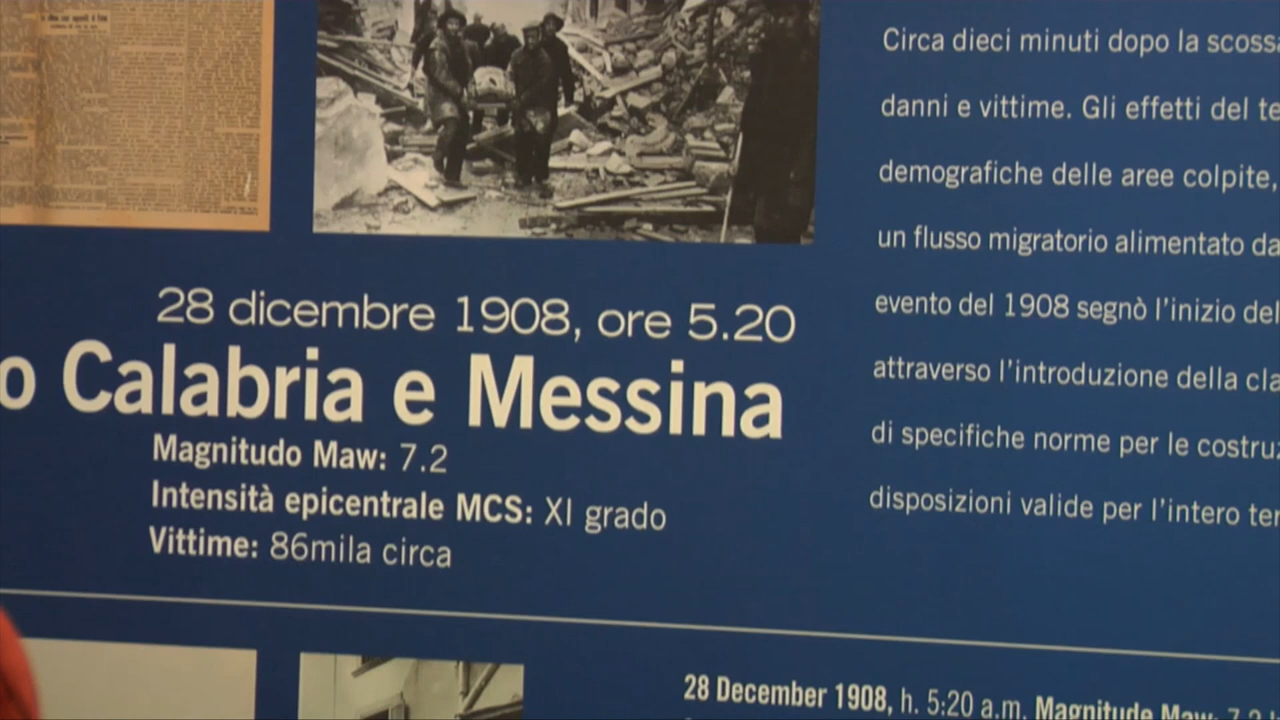 28 dicembre 1908, ore 5.20
o Calabria e Messina
Magnitudo Maw: 7.2
Intensità epicentrale MCS: XI grado
Vittime: 86mila circa
Circa dieci minuti dopo la scoss
danni e vittime. Gli effetti del te
demografiche delle aree colpite,
un flusso migratorio alimentato da
evento del 1908 segnò l'inizio del
attraverso l'introduzione della cla
di specifiche norme per le costru
disposizioni valide per l'intero ter
28 December 1908, h. 5:20 a.m. Magnitude Maw: 7.2